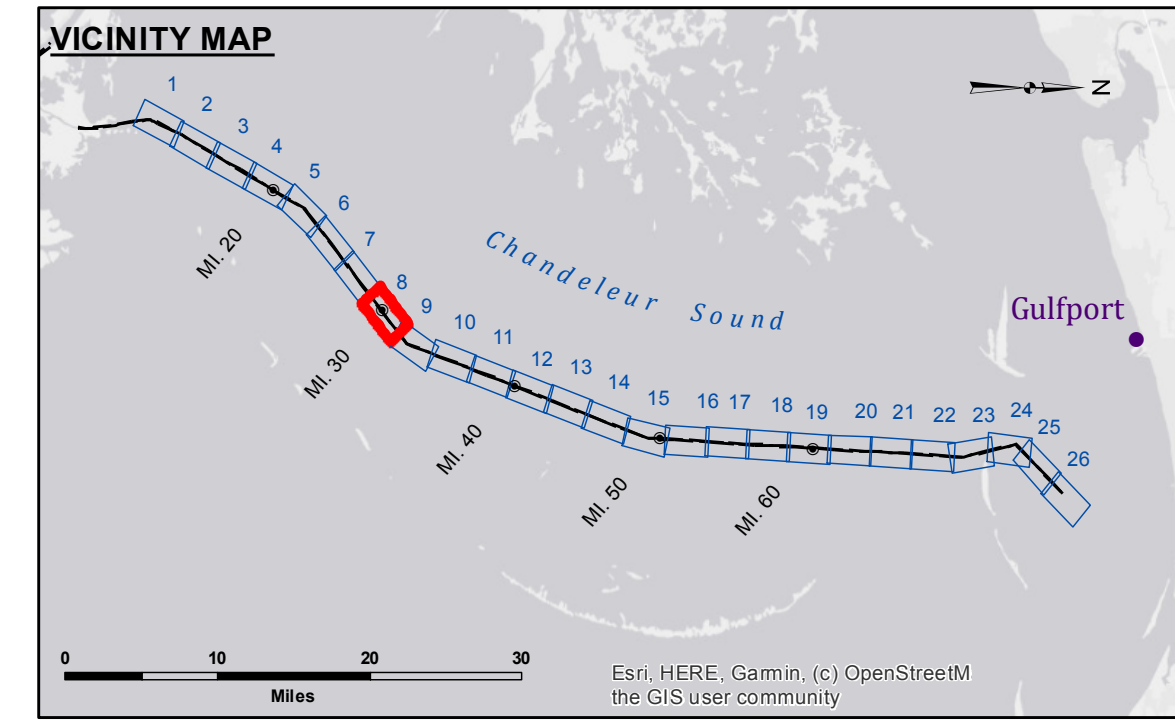 VICINITY MAP
N
1
2
3
4
5
6
7
8
9
10
11
12
13
14
15
16
17
18
19
20
21
22
23
24
25
26
MI. 20
MI. 30
MI. 40
MI. 50
MI. 60
Chandeleur Sound
Gulfport
0 10 20 30
Miles
Esri, HERE, Garmin, (c) OpenStreetM
the GIS user community